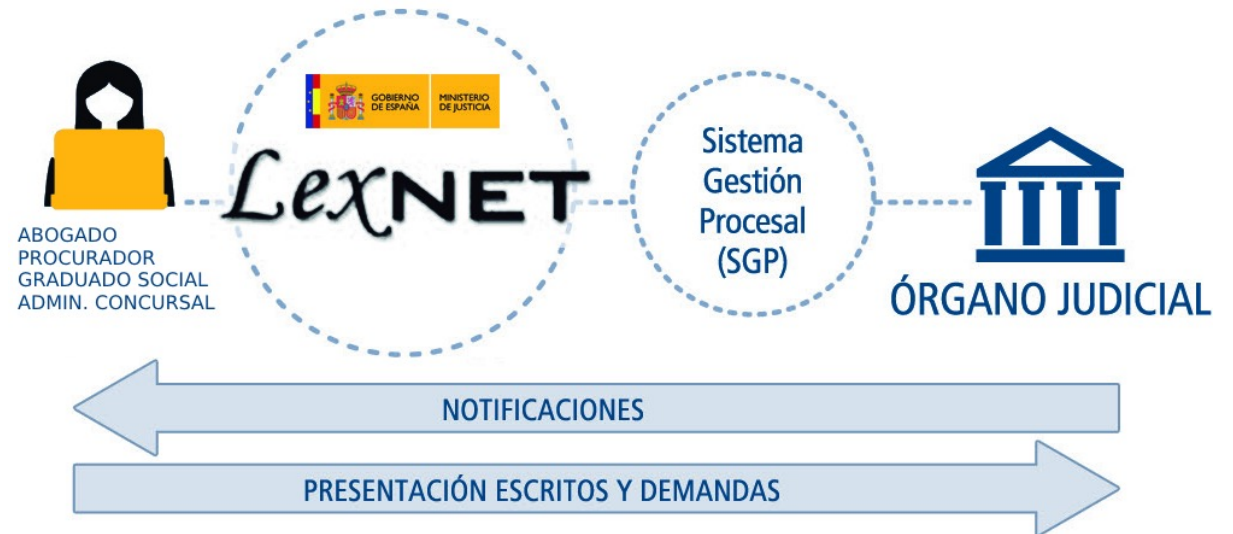 GOBIERNO
DE ESPAÑA
MINISTERIO
DE JUSTICIA
LexNET
ABOGADO
PROCURADOR
GRADUADO SOCIAL
ADMIN. CONCURSAL
Sistema
Gestión
Procesal
(SGP)
ÓRGANO JUDICIAL
NOTIFICACIONES
PRESENTACIÓN ESCRITOS Y DEMANDAS